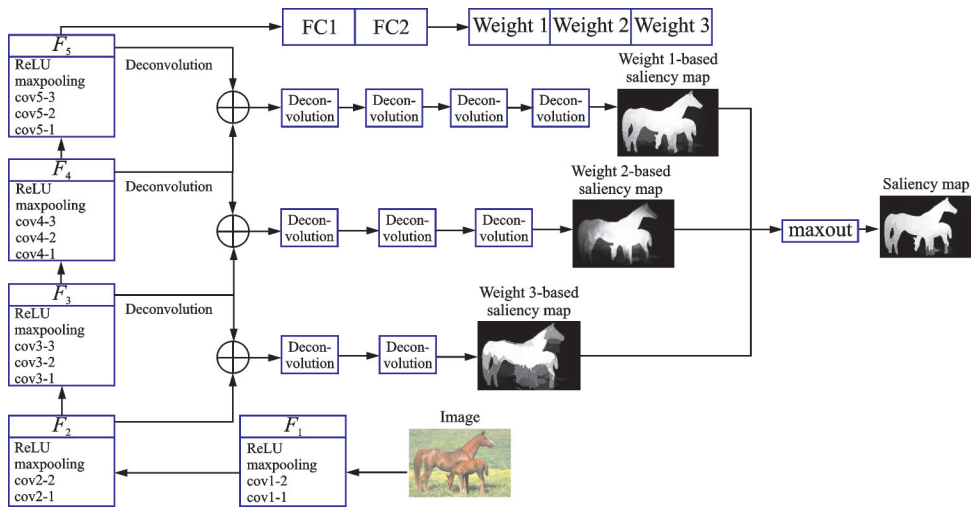 FC1 FC2 Weight 1 Weight 2 Weight 3
F5
ReLU
maxpooling
cov5-3
cov5-2
cov5-1
Deconvolution
Decon-
volution
Decon-
volution
Decon-
volution
Decon-
volution
Weight 1-based
saliency map
F4
ReLU
maxpooling
cov4-3
cov4-2
cov4-1
Deconvolution
Decon-
volution
Decon-
volution
Decon-
volution
Weight 2-based
saliency map
maxout
Saliency map
F3
ReLU
maxpooling
cov3-3
cov3-2
cov3-1
Deconvolution
Decon-
volution
Decon-
volution
Weight 3-based
saliency map
F2
ReLU
maxpooling
cov2-2
cov2-1
F1
ReLU
maxpooling
cov1-2
cov1-1
Image